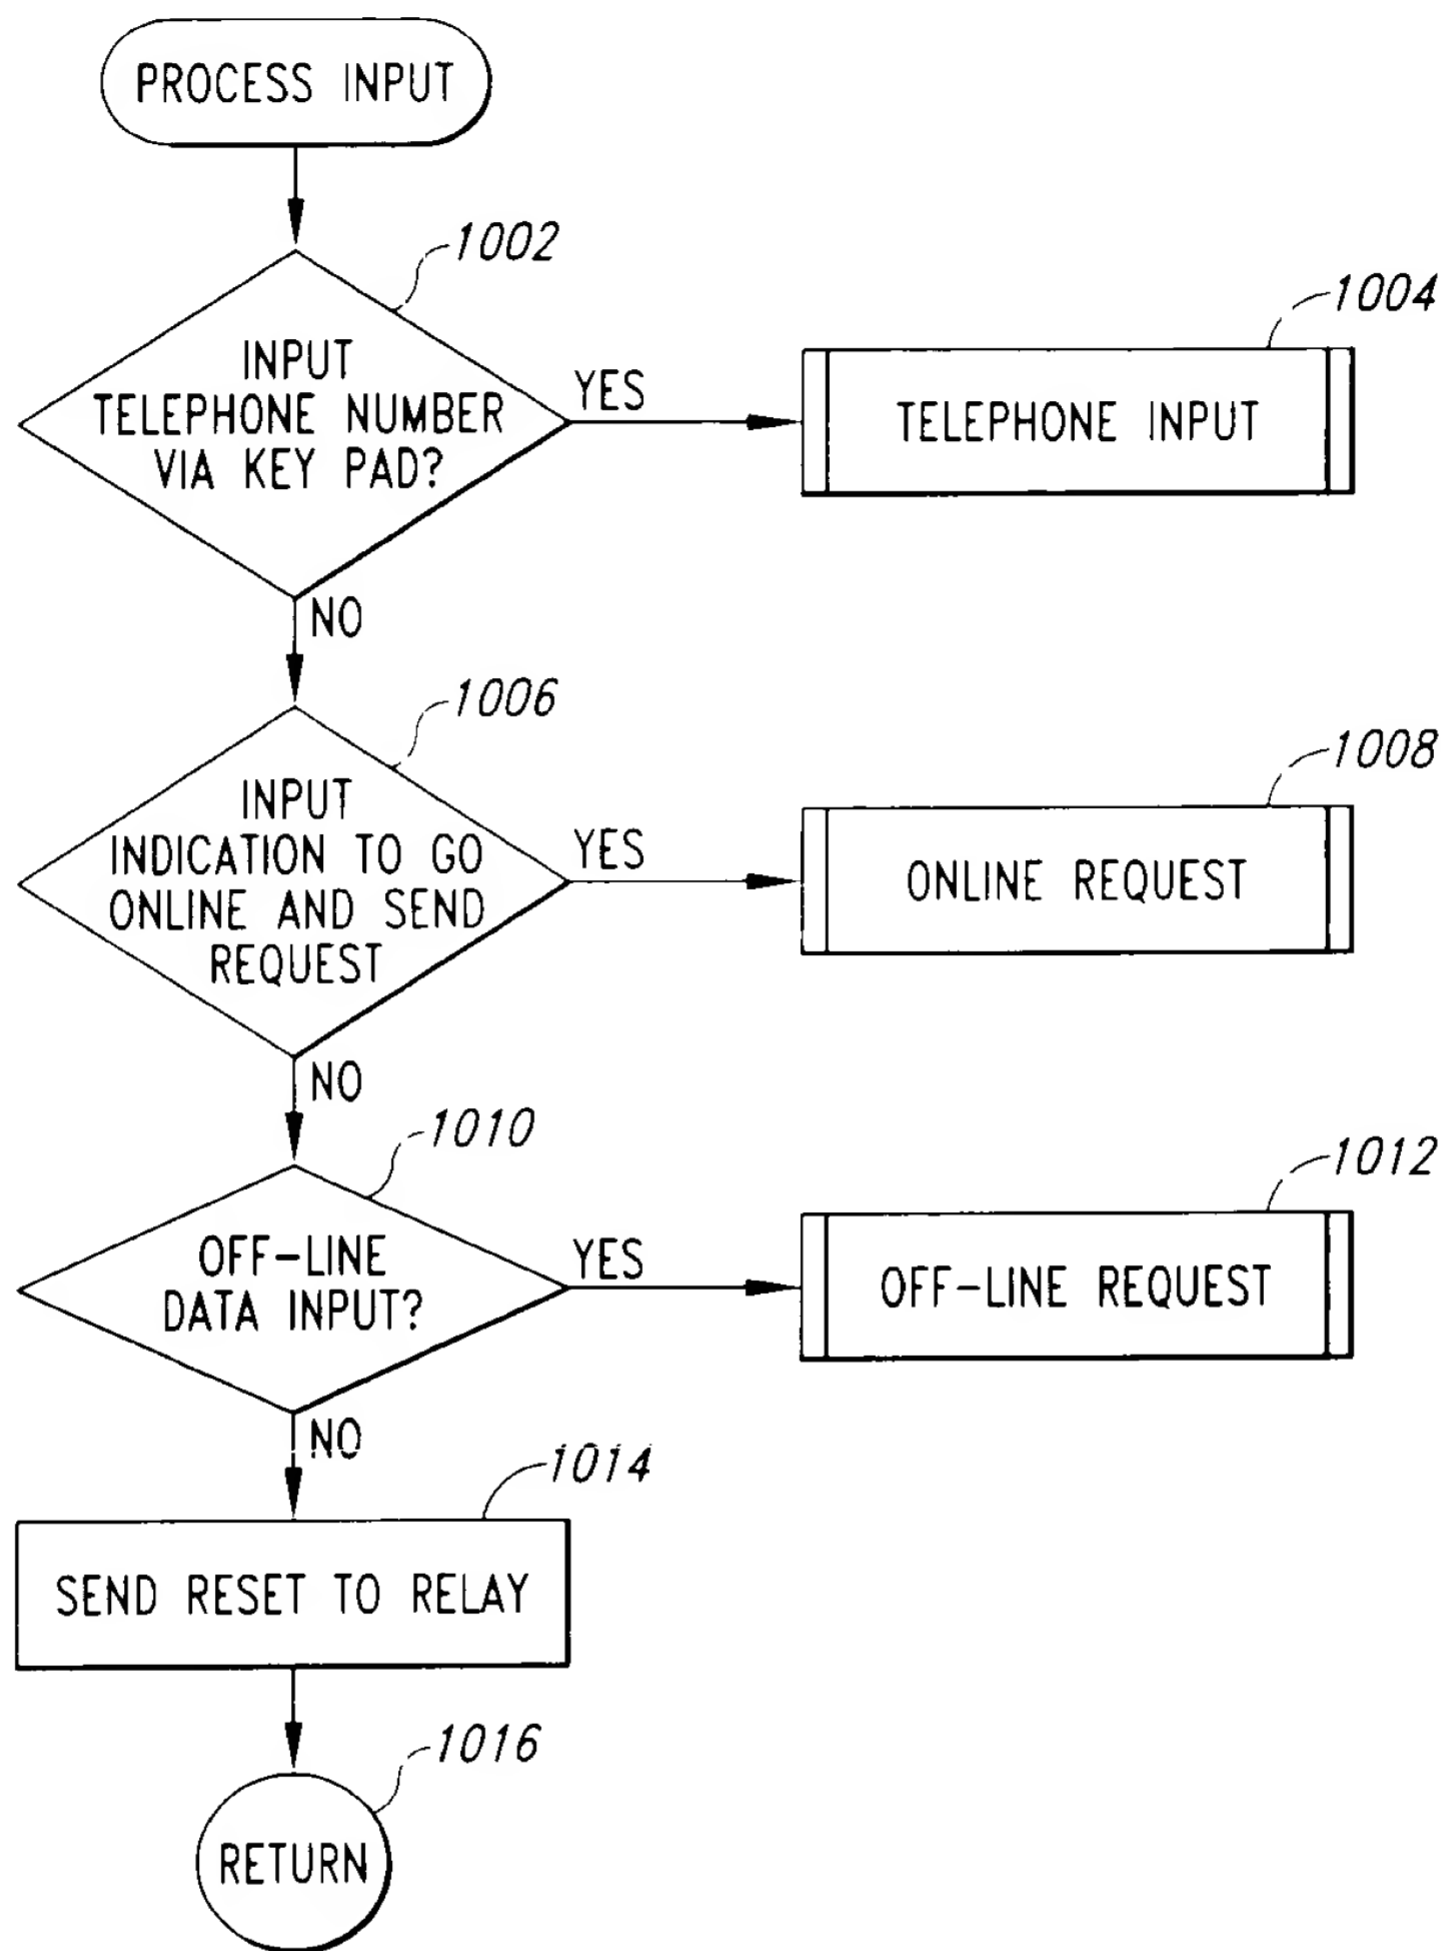 PROCESS INPUT
1002
1004
INPUT
TELEPHONE NUMBER
VIA KEY PAD?
YES
TELEPHONE INPUT
NO
1006
1008
INPUT
INDICATION TO GO
ONLINE AND SEND
REQUEST
YES
ONLINE REQUEST
NO
1010
1012
OFF-LINE
DATA INPUT?
YES
OFF-LINE REQUEST
NO
1014
SEND RESET TO RELAY
1016
RETURN